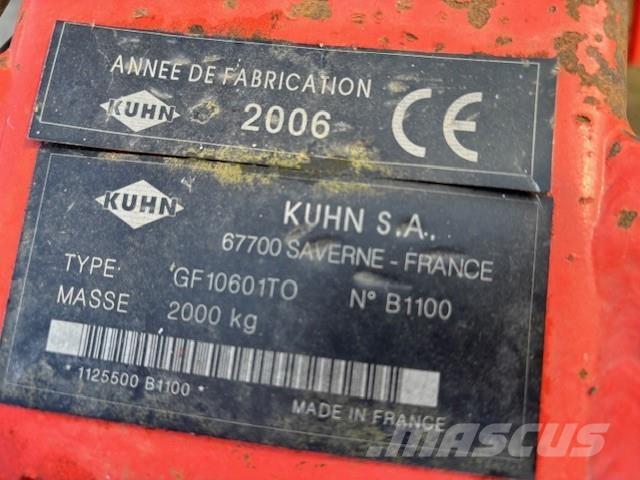 ANNEE DE FABRICATION
KUHN 2006 CE
KUHN
KUHN S.A.
67700 SAVERNE - FRANCE
TYPE GF10601TO N° B1100
MASSE 2000 kg
* 1125500 B1100 *
MADE IN FRANCE
MASCUS